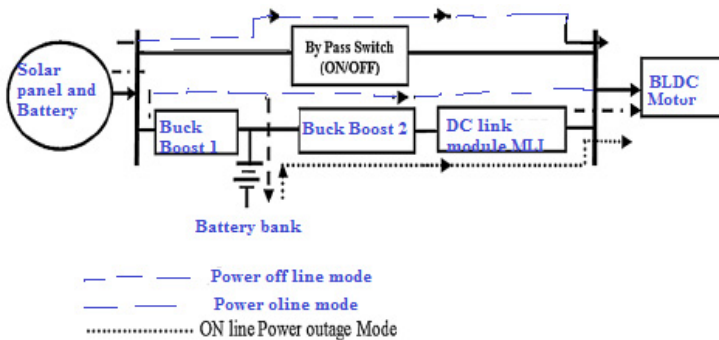 By Pass Switch
(ON/OFF)
Solar
panel and
Battery
BLDC
Motor
Buck
Boost 1
Buck Boost 2
DC link
module MLI
Battery bank
Power off line mode
Power oline mode
ON line Power outage Mode